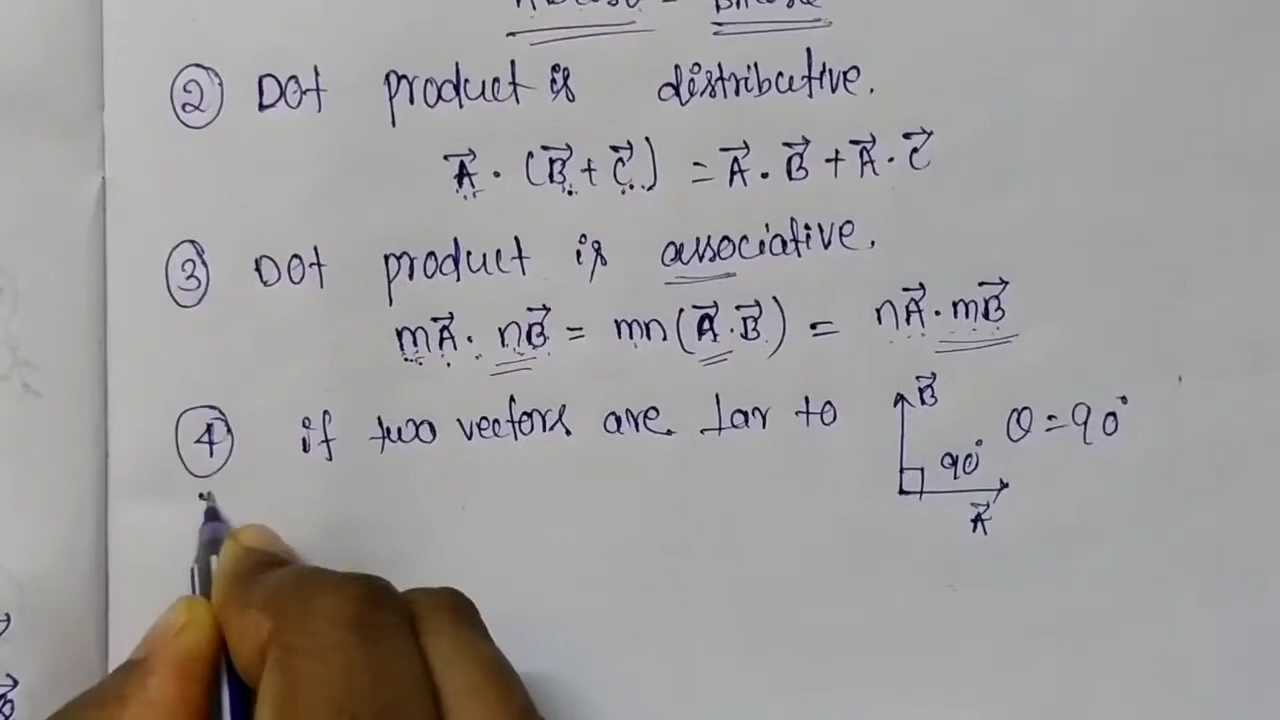 ② Dot product is distributive.
A⃗ . (B⃗ + C⃗) = A⃗ . B⃗ + A⃗ . C⃗
③ Dot product is associative.
mA⃗ . nB⃗ = mn(A⃗ . B⃗) = nA⃗ . mB⃗
④ if two vectors are ⊥ar to
B⃗
θ = 90°
90°
A⃗